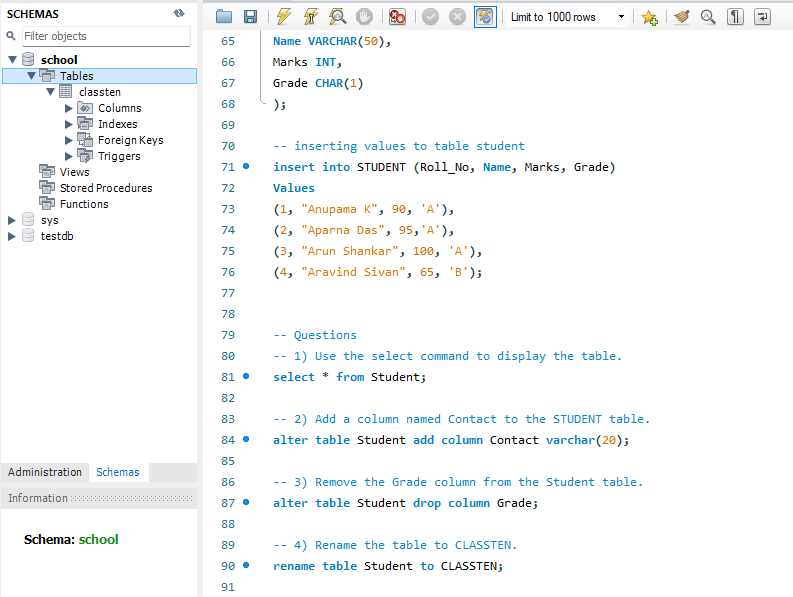 SCHEMAS
Filter objects
school
Tables
classten
Columns
Indexes
Foreign Keys
Triggers
Views
Stored Procedures
Functions
sys
testdb
Administration Schemas
Information
Schema: school
Limit to 1000 rows
65 Name VARCHAR(50),
66 Marks INT,
67 Grade CHAR(1)
68 );
69
70 -- inserting values to table student
71 insert into STUDENT (Roll_No, Name, Marks, Grade)
72 Values
73 (1, "Anupama K", 90, 'A'),
74 (2, "Aparna Das", 95,'A'),
75 (3, "Arun Shankar", 100, 'A'),
76 (4, "Aravind Sivan", 65, 'B');
77
78
79 -- Questions
80 -- 1) Use the select command to display the table.
81 select * from Student;
82
83 -- 2) Add a column named Contact to the STUDENT table.
84 alter table Student add column Contact varchar(20);
85
86 -- 3) Remove the Grade column from the Student table.
87 alter table Student drop column Grade;
88
89 -- 4) Rename the table to CLASSTEN.
90 rename table Student to CLASSTEN;
91